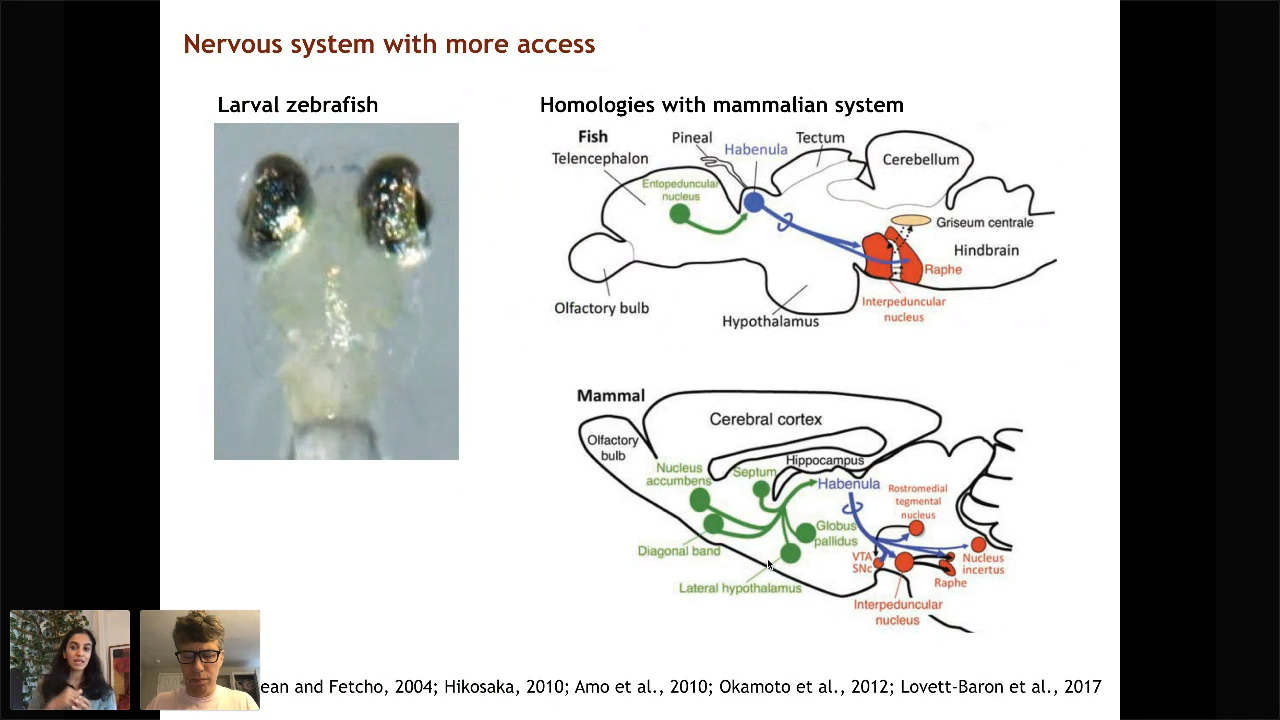 Nervous system with more access
Larval zebrafish
Homologies with mammalian system
Fish
Pineal
Tectum
Habenula
Telencephalon
Cerebellum
Entopeduncular
nucleus
Griseum centrale
Hindbrain
Raphe
Olfactory bulb
Interpeduncular
nucleus
Hypothalamus
Mammal
Cerebral cortex
Olfactory
bulb
Hippocampus
Nucleus
accumbens
Septum
Habenula
Rostromedial
tegmental
nucleus
Globus
pallidus
Diagonal band
VTA
SNc
Nucleus
incertus
Raphe
Lateral hypothalamus
Interpeduncular
nucleus
and Fetcho, 2004; Hikosaka, 2010; Amo et al., 2010; Okamoto et al., 2012; Lovett-Baron et al., 2017